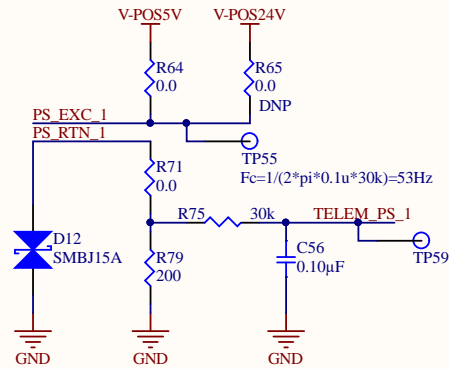 V-POS5V
V-POS24V
R64
0.0
R65
0.0
DNP
PS_EXC_1
PS_RTN_1
TP55
R71
0.0
Fc=1/(2*pi*0.1u*30k)=53Hz
R75
30k
TELEM_PS_1
D12
SMBJ15A
R79
200
C56
0.10µF
TP59
GND
GND
GND